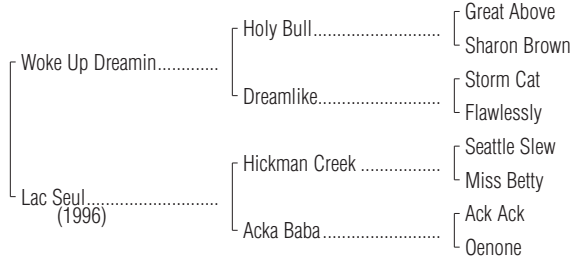 Great Above
Holy Bull......................
Sharon Brown
Woke Up Dreamin...........
Storm Cat
Dreamlike......................
Flawlessly
Seattle Slew
Hickman Creek ..............
Miss Betty
Lac Seul........................
(1996)
Ack Ack
Acka Baba.....................
Oenone